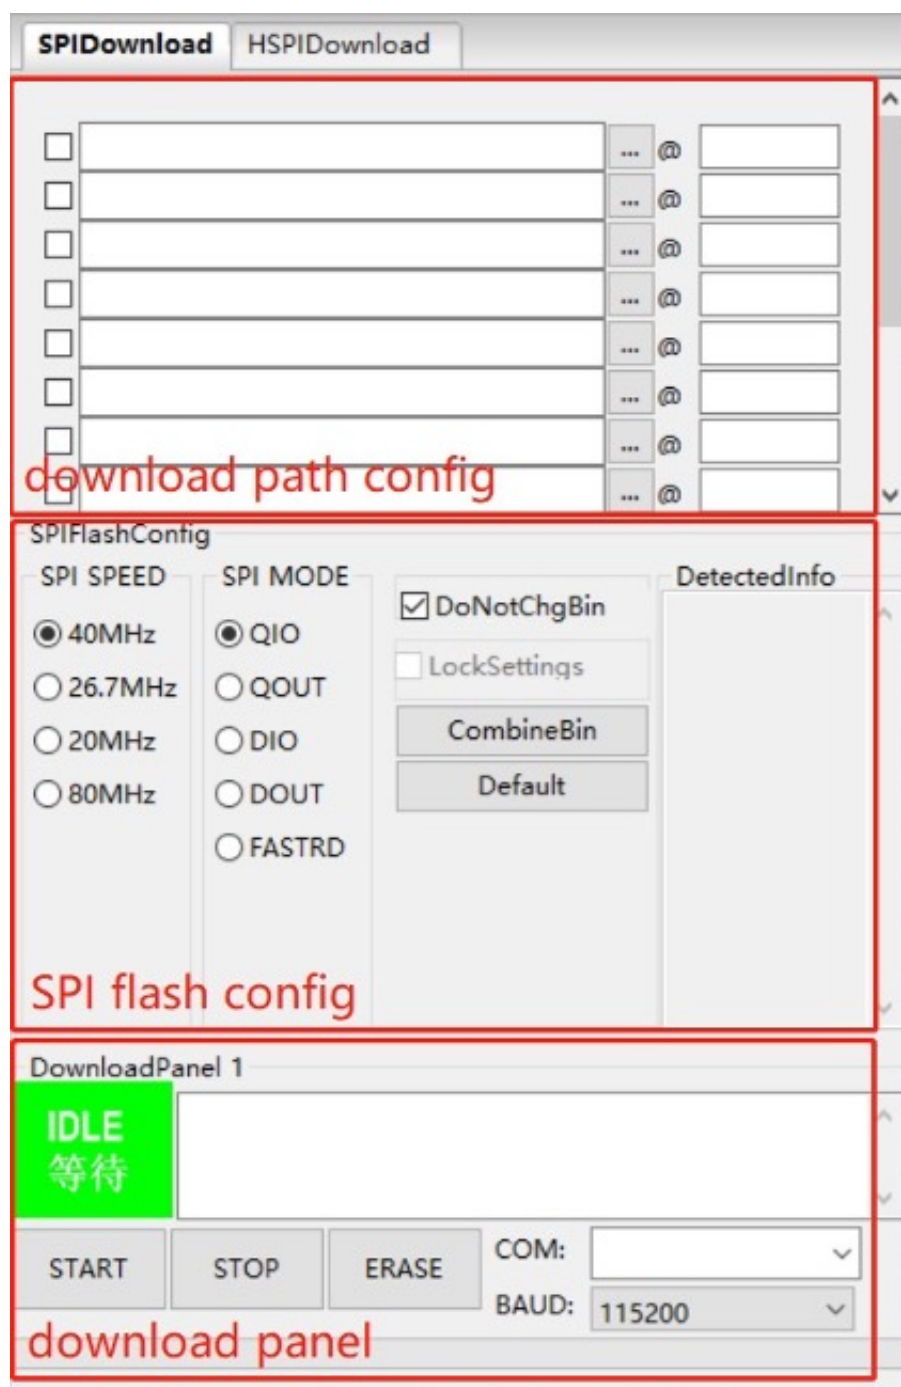 SPIDownload HSPIDownload
... @
... @
... @
... @
... @
... @
... @
download path config
... @
SPIFlashConfig
SPI SPEED SPI MODE DetectedInfo
DoNotChgBin
40MHz QIO
LockSettings
26.7MHz QOUT
CombineBin
20MHz DIO
Default
80MHz DOUT
FASTRD
SPI flash config
DownloadPanel 1
IDLE
等待
START STOP ERASE COM:
BAUD: 115200
download panel